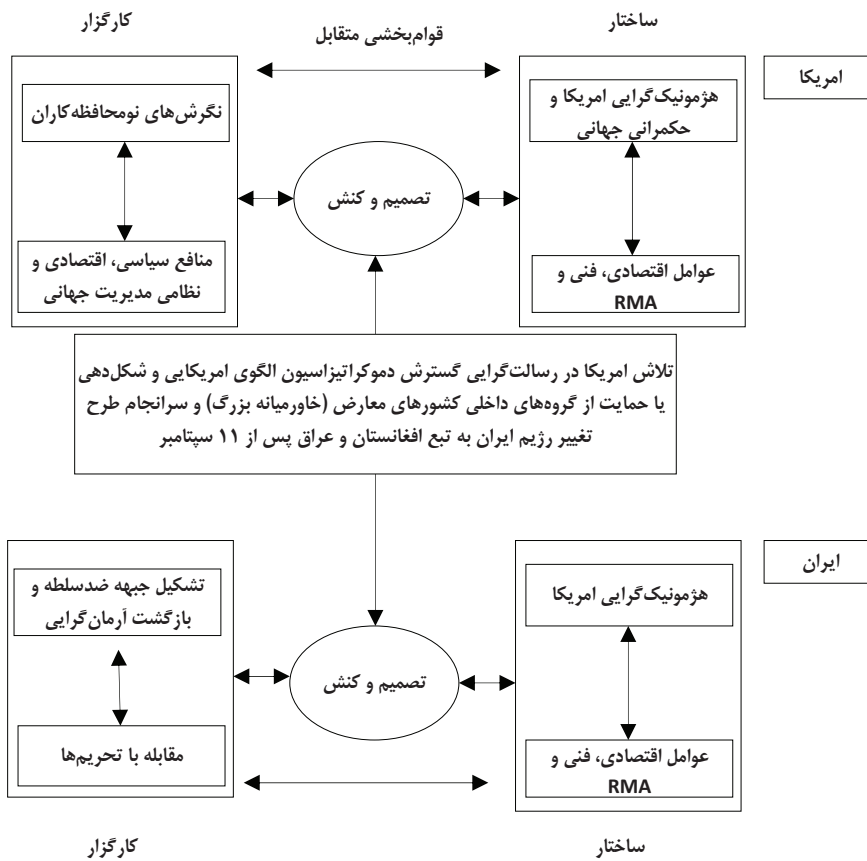 ساختار
قوام‌بخشی متقابل
کارگزار
امریکا
هژمونیک‌گرایی امریکا و
حکمرانی جهانی
نگرش‌های نومحافظه‌کاران
تصمیم و کنش
عوامل اقتصادی، فنی و
RMA
منافع سیاسی، اقتصادی و
نظامی مدیریت جهانی
تلاش امریکا در رسالت‌گرایی گسترش دموکراتیزاسیون الگوی امریکایی و شکل‌دهی
یا حمایت از گروه‌های داخلی کشورهای معارض (خاورمیانه بزرگ) و سرانجام طرح
تغییر رژیم ایران به تبع افغانستان و عراق پس از ۱۱ سپتامبر
ایران
هژمونیک‌گرایی امریکا
تشکیل جبهه ضدسلطه و
بازگشت آرمان‌گرایی
تصمیم و کنش
عوامل اقتصادی، فنی و
RMA
مقابله با تحریم‌ها
ساختار
کارگزار